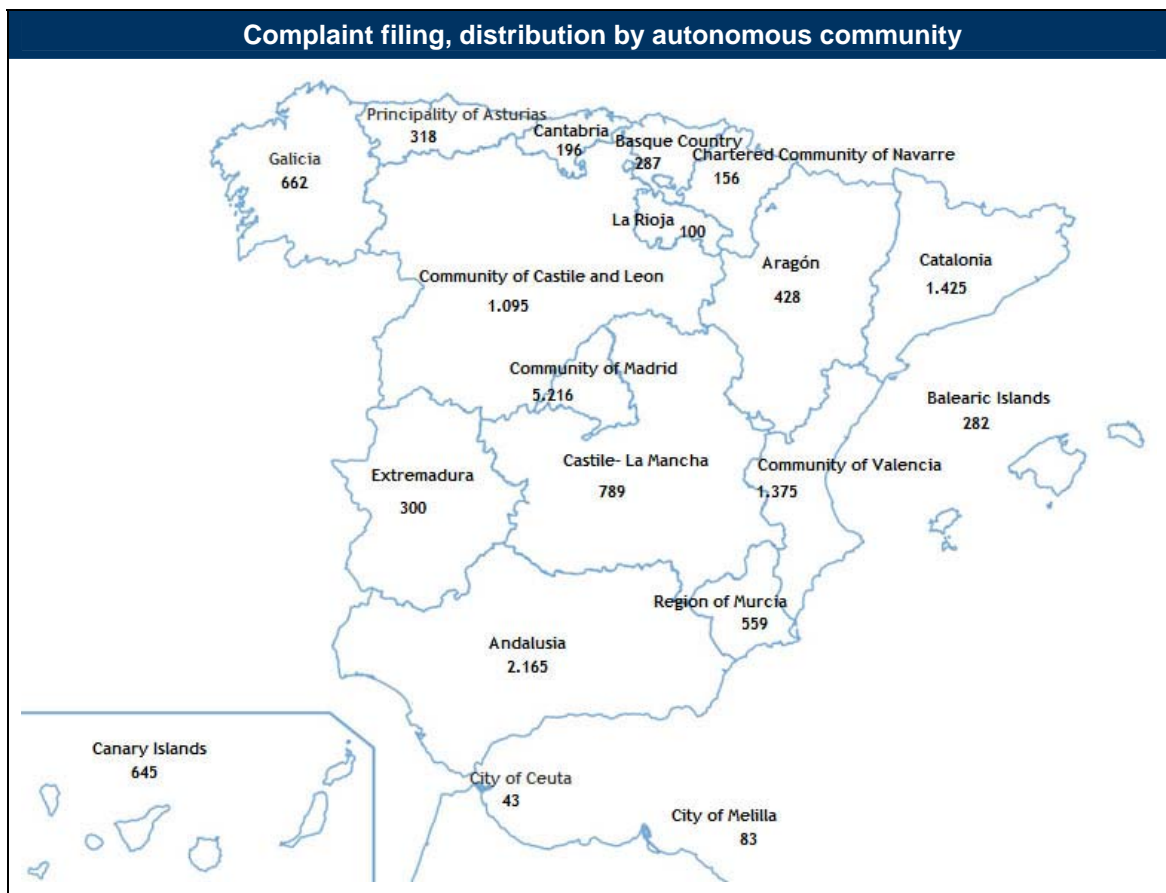 Complaint filing, distribution by autonomous community
Principality of Asturias
318
Cantabria
196
Basque Country
287
Chartered Community of Navarre
156
Galicia
662
La Rioja
100
Aragón
428
Catalonia
1.425
Community of Castile and Leon
1.095
Community of Madrid
5.216
Balearic Islands
282
Extremadura
300
Castile- La Mancha
789
Community of Valencia
1.375
Region of Murcia
559
Andalusia
2.165
Canary Islands
645
City of Ceuta
43
City of Melilla
83